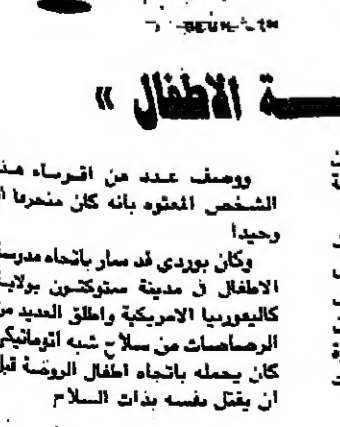 ة الاطفال »
ووصف عدد من اقرباء هذ
الشخص المعتوه بانه كان منحرفا ا
وحيدا
وكان بوردي قد سار باتجاه مدرسة
الاطفال في مدينة ستوكتون بولاية
كاليفورنيا الامريكية واطلق العديد من
الرصاصات من سلاح شبه اتوماتيكي
كان يحمله باتجاه اطفال الروضة قبل
ان يقتل نفسه بذات السلاح